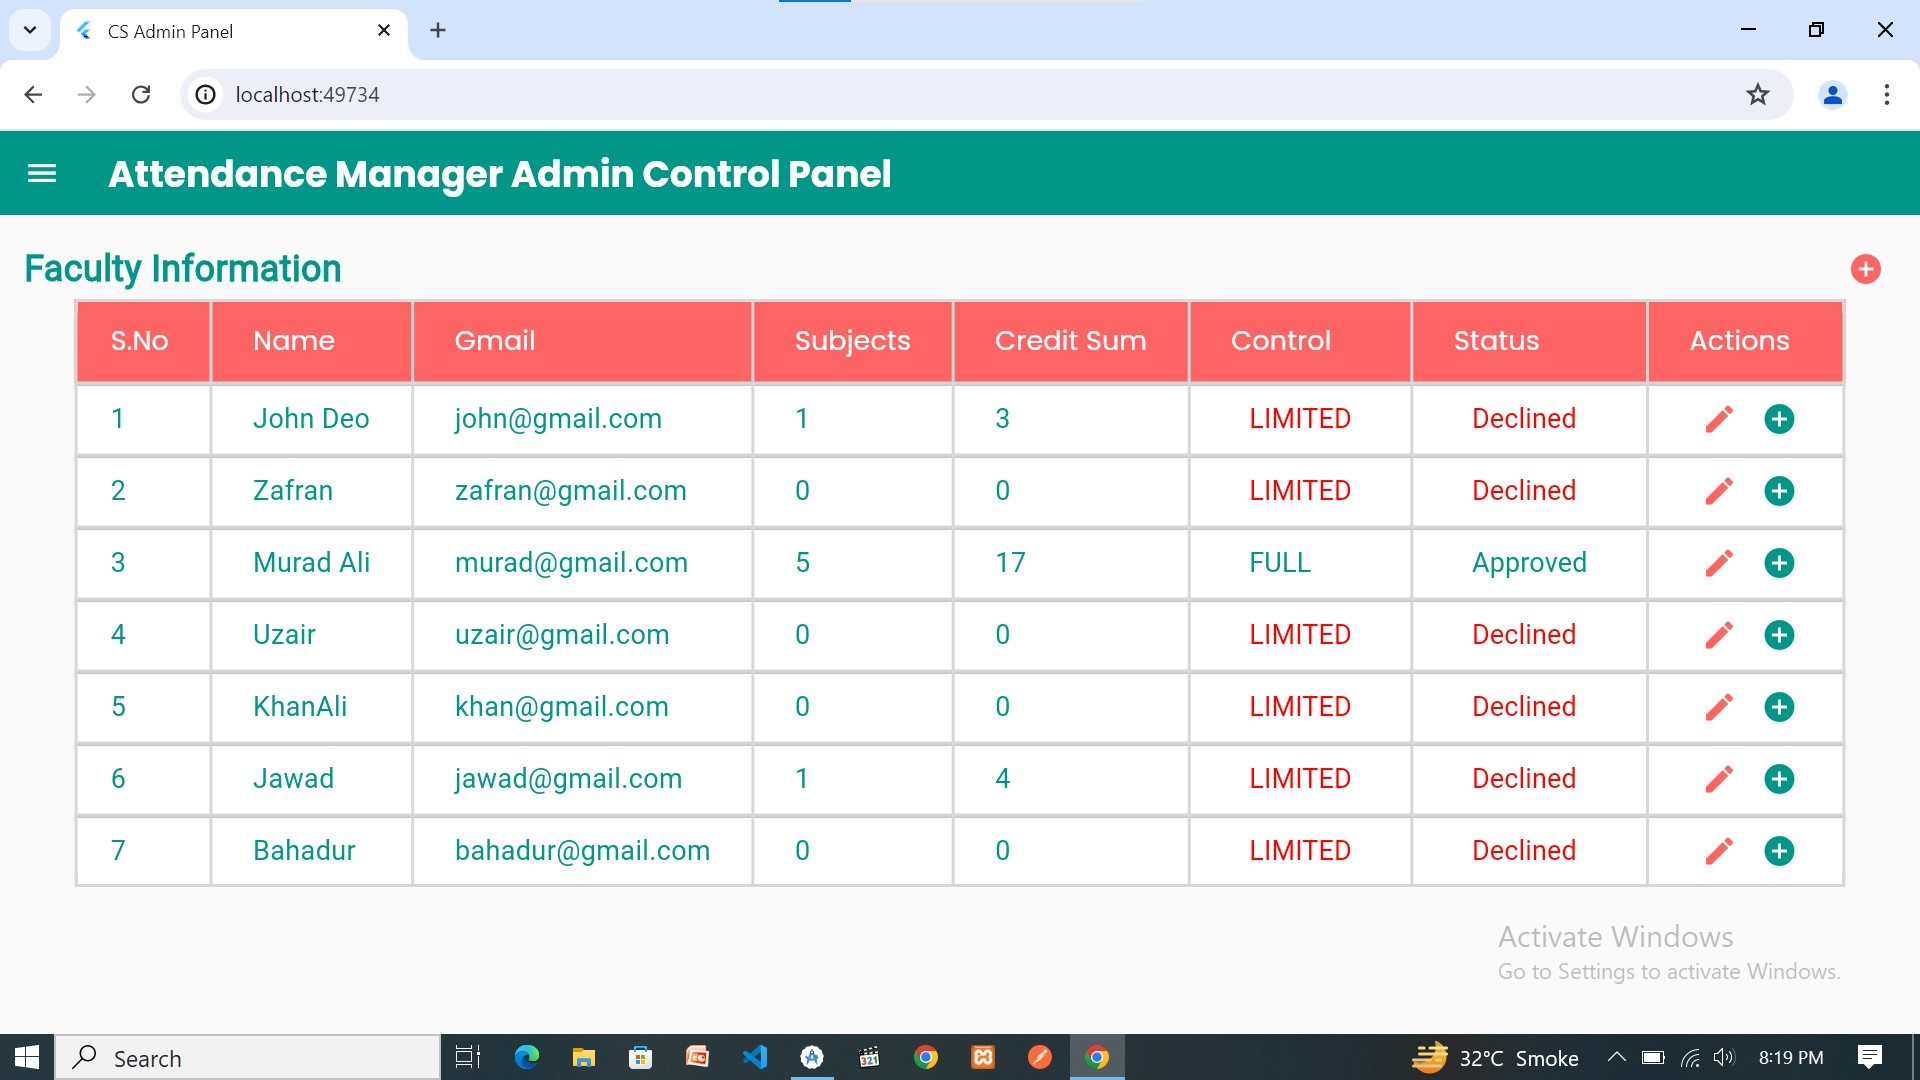 CS Admin Panel
localhost:49734
Attendance Manager Admin Control Panel
Faculty Information
S.No Name Gmail Subjects Credit Sum Control Status Actions
1 John Deo john@gmail.com 1 3 LIMITED Declined
2 Zafran zafran@gmail.com 0 0 LIMITED Declined
3 Murad Ali murad@gmail.com 5 17 FULL Approved
4 Uzair uzair@gmail.com 0 0 LIMITED Declined
5 KhanAli khan@gmail.com 0 0 LIMITED Declined
6 Jawad jawad@gmail.com 1 4 LIMITED Declined
7 Bahadur bahadur@gmail.com 0 0 LIMITED Declined
Activate Windows
Go to Settings to activate Windows.
Search 321 32°C Smoke 8:19 PM